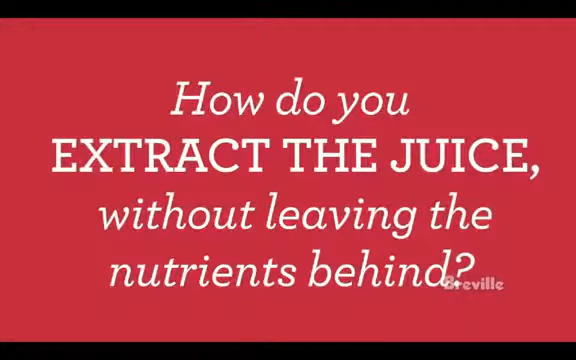 How do you
EXTRACT THE JUICE,
without leaving the
nutrients behind?
Breville